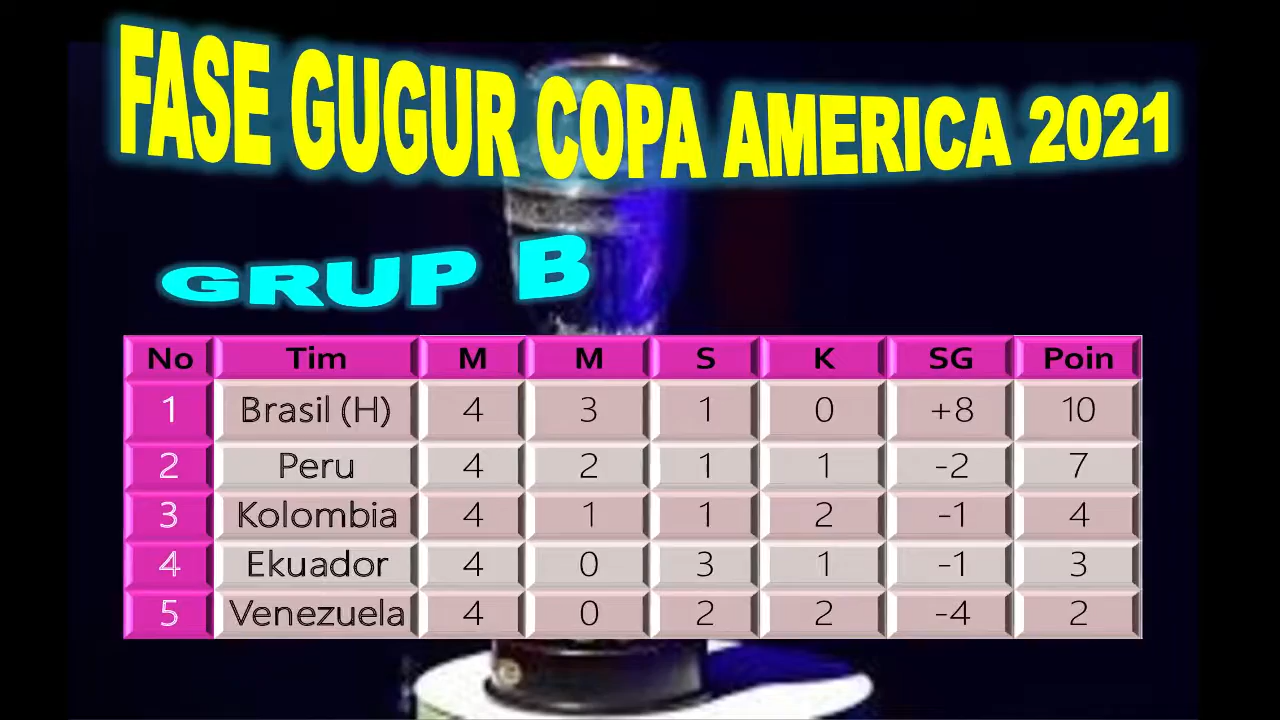 FASE GUGUR COPA AMERICA 2021
GRUP B
No Tim M M S K SG Poin
1 Brasil (H) 4 3 1 0 +8 10
2 Peru 4 2 1 1 -2 7
3 Kolombia 4 1 1 2 -1 4
4 Ekuador 4 0 3 1 -1 3
5 Venezuela 4 0 2 2 -4 2